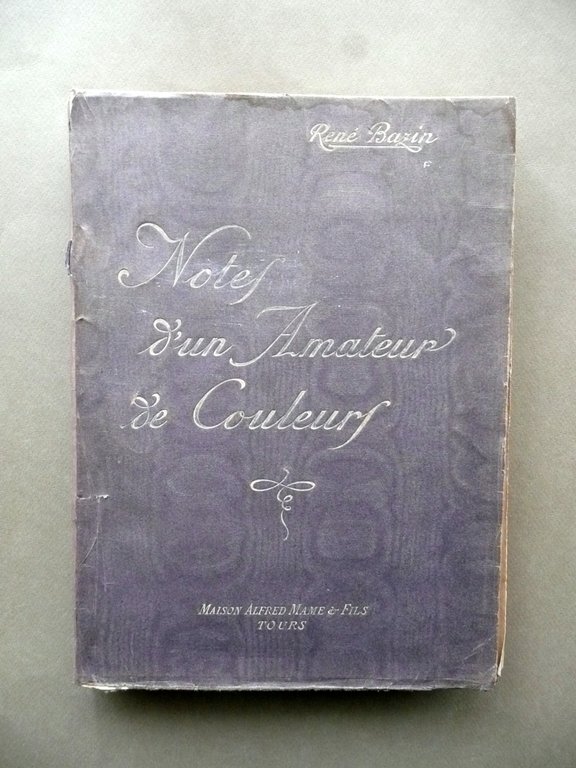 René Bazin
Notes
d'un Amateur
de Couleurs
MAISON ALFRED MAME & FILS
TOURS